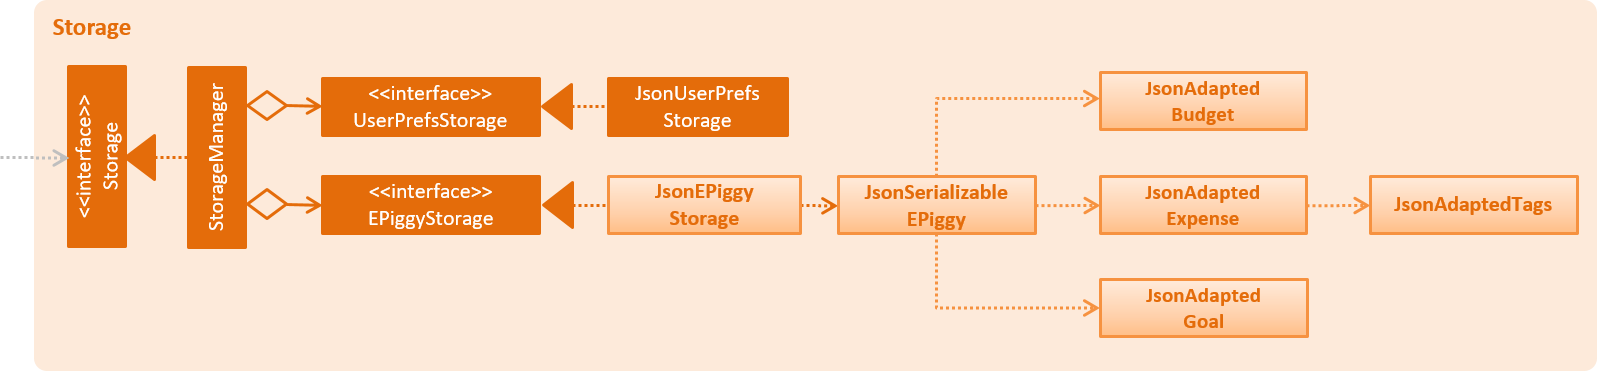 Storage
<<interface>>
Storage
StorageManager
<<interface>>
UserPrefsStorage
JsonUserPrefs
Storage
<<interface>>
EPiggyStorage
JsonEPiggy
Storage
JsonSerializable
EPiggy
JsonAdapted
Budget
JsonAdapted
Expense
JsonAdaptedTags
JsonAdapted
Goal